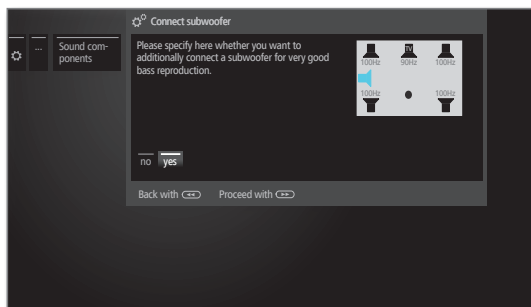 Connect subwoofer
...
Sound com-
ponents
Please specify here whether you want to
additionally connect a subwoofer for very good
bass reproduction.
TV
100Hz 90Hz 100Hz
100Hz 100Hz
no yes
Back with Proceed with